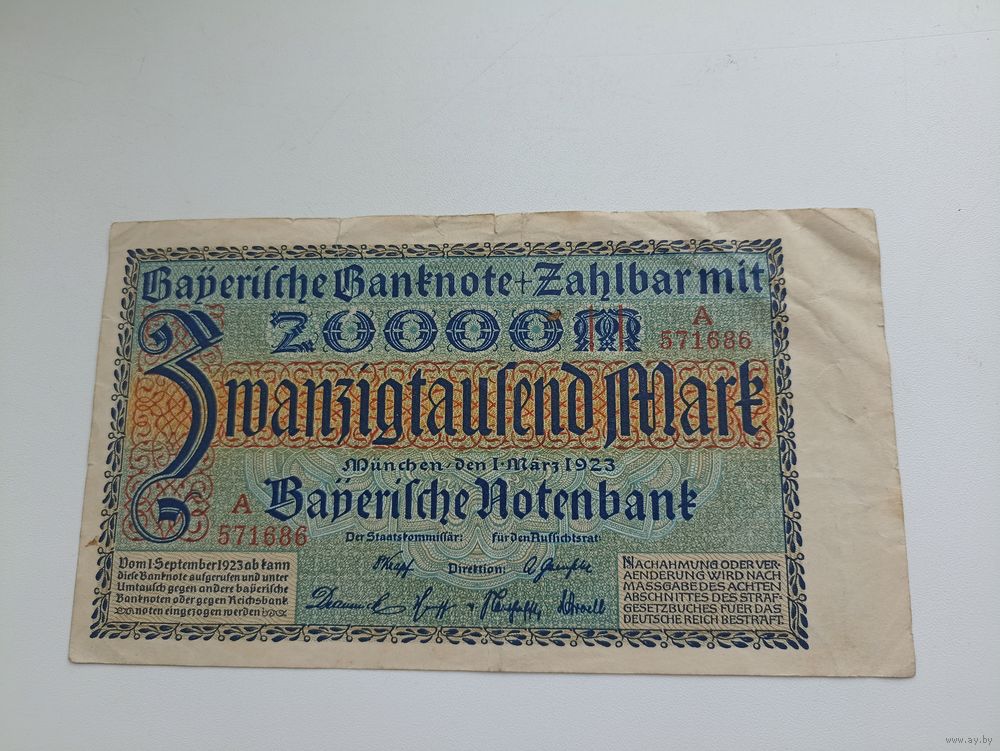 Bayerische Banknote + Zahlbar mit
20000 M
A
571686
Zwanzigtausend Mark
München, den 1. März 1923
A
571686
Bayerische Notenbank
Der Staatskommissär: für den Aufsichtsrat:
Direktion:
Vom 1. September 1923 ab kann
diese Banknote aufgerufen und unter
Umtausch gegen andere bayerische
Banknoten oder gegen Reichsbank
noten eingezogen werden
NACHAHMUNG ODER VER-
AENDERUNG WIRD NACH
MASSGABE DES ACHTEN
ABSCHNITTES DES STRAF-
GESETZBUCHES FUER DAS
DEUTSCHE REICH BESTRAFT.
www.ay.by